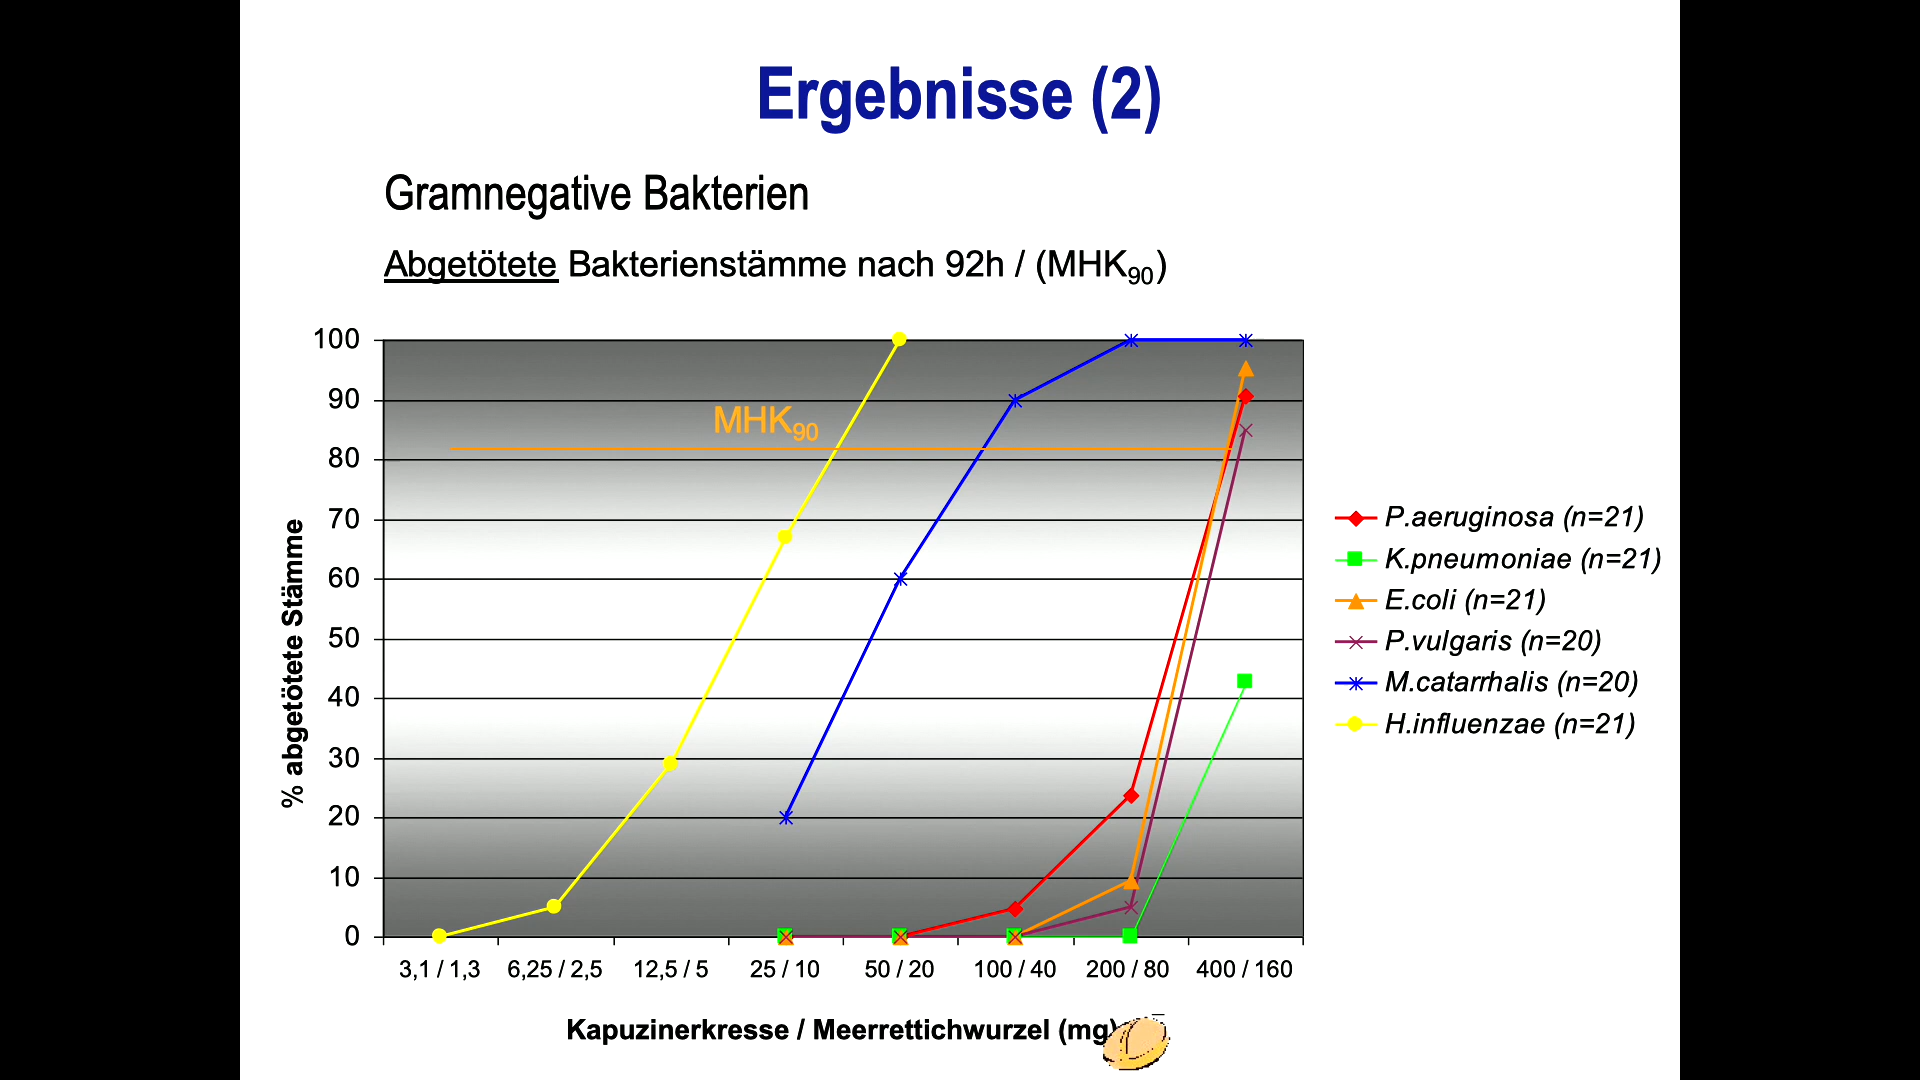 Ergebnisse (2)
Gramnegative Bakterien
Abgetötete Bakterienstämme nach 92h / (MHK90)
100
90
80
70
60
50
40
30
20
10
0
% abgetötete Stämme
MHK90
3,1 / 1,3 6,25 / 2,5 12,5 / 5 25 / 10 50 / 20 100 / 40 200 / 80 400 / 160
Kapuzinerkresse / Meerrettichwurzel (mg)
P.aeruginosa (n=21)
K.pneumoniae (n=21)
E.coli (n=21)
P.vulgaris (n=20)
M.catarrhalis (n=20)
H.influenzae (n=21)